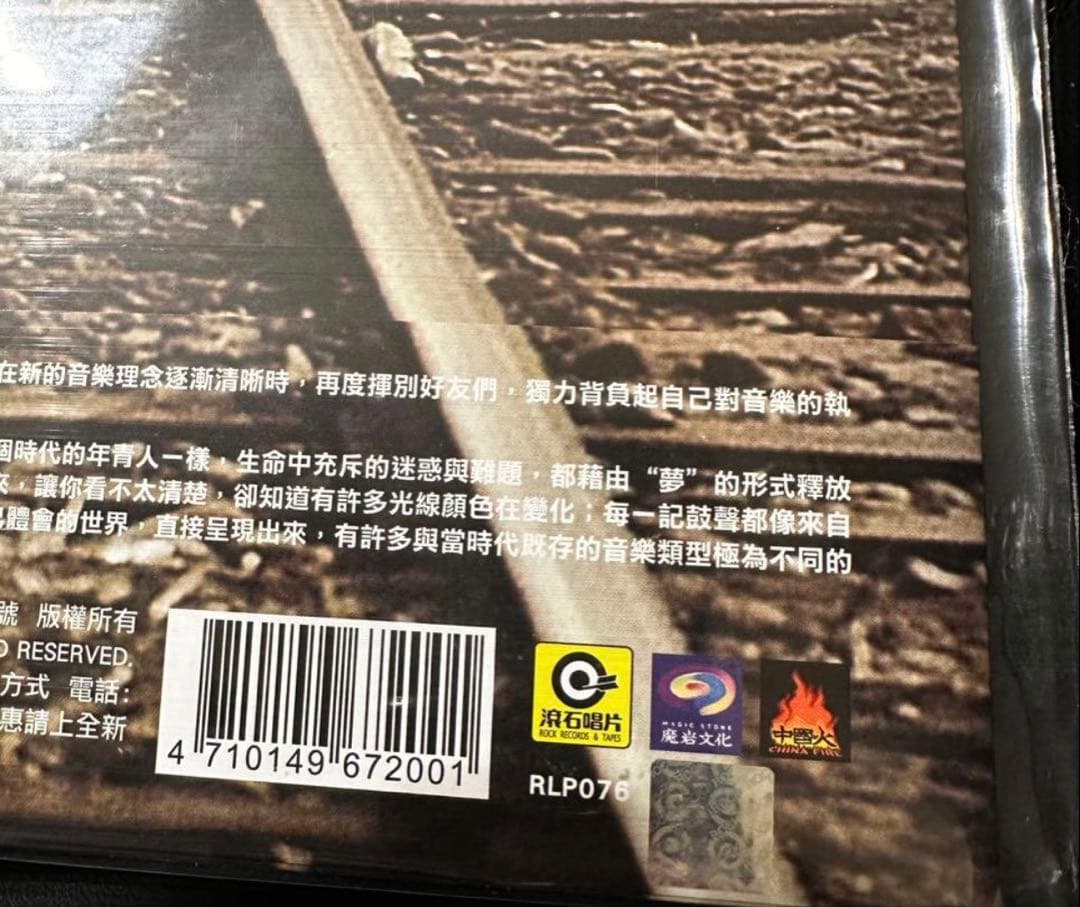 在新的音樂理念逐漸清晰時，再度揮別好友們，獨力背負起自己對音樂的執
個時代的年青人一樣，生命中充斥的迷惑與難題，都藉由“夢”的形式釋放
來，讓你看不太清楚，卻知道有許多光線顏色在變化；每一記鼓聲都像來自
體會的世界，直接呈現出來，有許多與當時代既存的音樂類型極為不同的
號 版權所有
D RESERVED.
方式 電話:
惠請上全新
4 710149 672001
滾石唱片
ROCK RECORDS & TAPES
MAGIC STONE
魔岩文化
中國火
CHINA FIRE
RLP076